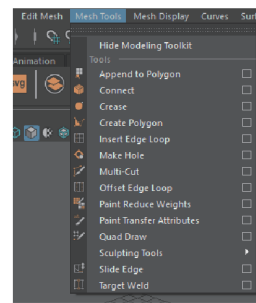 Edit Mesh Mesh Tools Mesh Display Curves
Animation
Hide Modeling Toolkit
Tools
Append to Polygon
Connect
Crease
Create Polygon
Insert Edge Loop
Make Hole
Multi-Cut
Offset Edge Loop
Paint Reduce Weights
Paint Transfer Attributes
Quad Draw
Sculpting Tools
Slide Edge
Target Weld